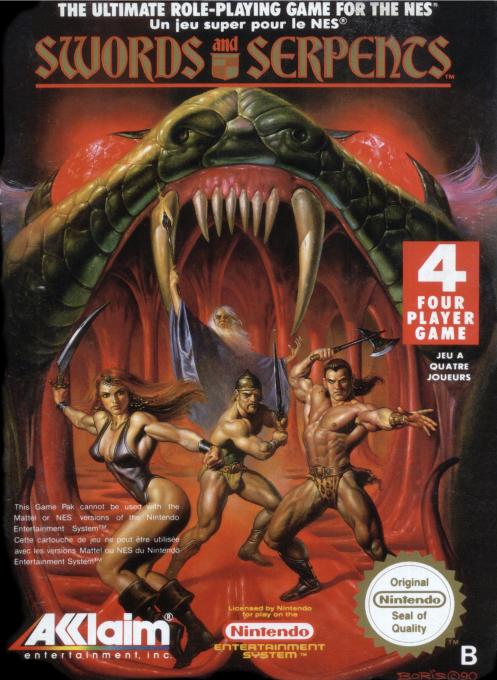 THE ULTIMATE ROLE-PLAYING GAME FOR THE NES®
Un jeu super pour le NES®
SWORDS and SERPENTS™
4
FOUR
PLAYER
GAME
JEU A
QUATRE
JOUEURS
This Game Pak cannot be used with the
Mattel or NES versions of the Nintendo
Entertainment System™.
Cette cartouche de jeu ne peut être utilisée
avec les versions Mattel ou NES du Nintendo
Entertainment System™.
AKlaim®
entertainment, inc.
Licensed by Nintendo
for play on the
Nintendo
ENTERTAINMENT
SYSTEM™
Original
Nintendo
Seal of
Quality
TM
B
BORIS©90